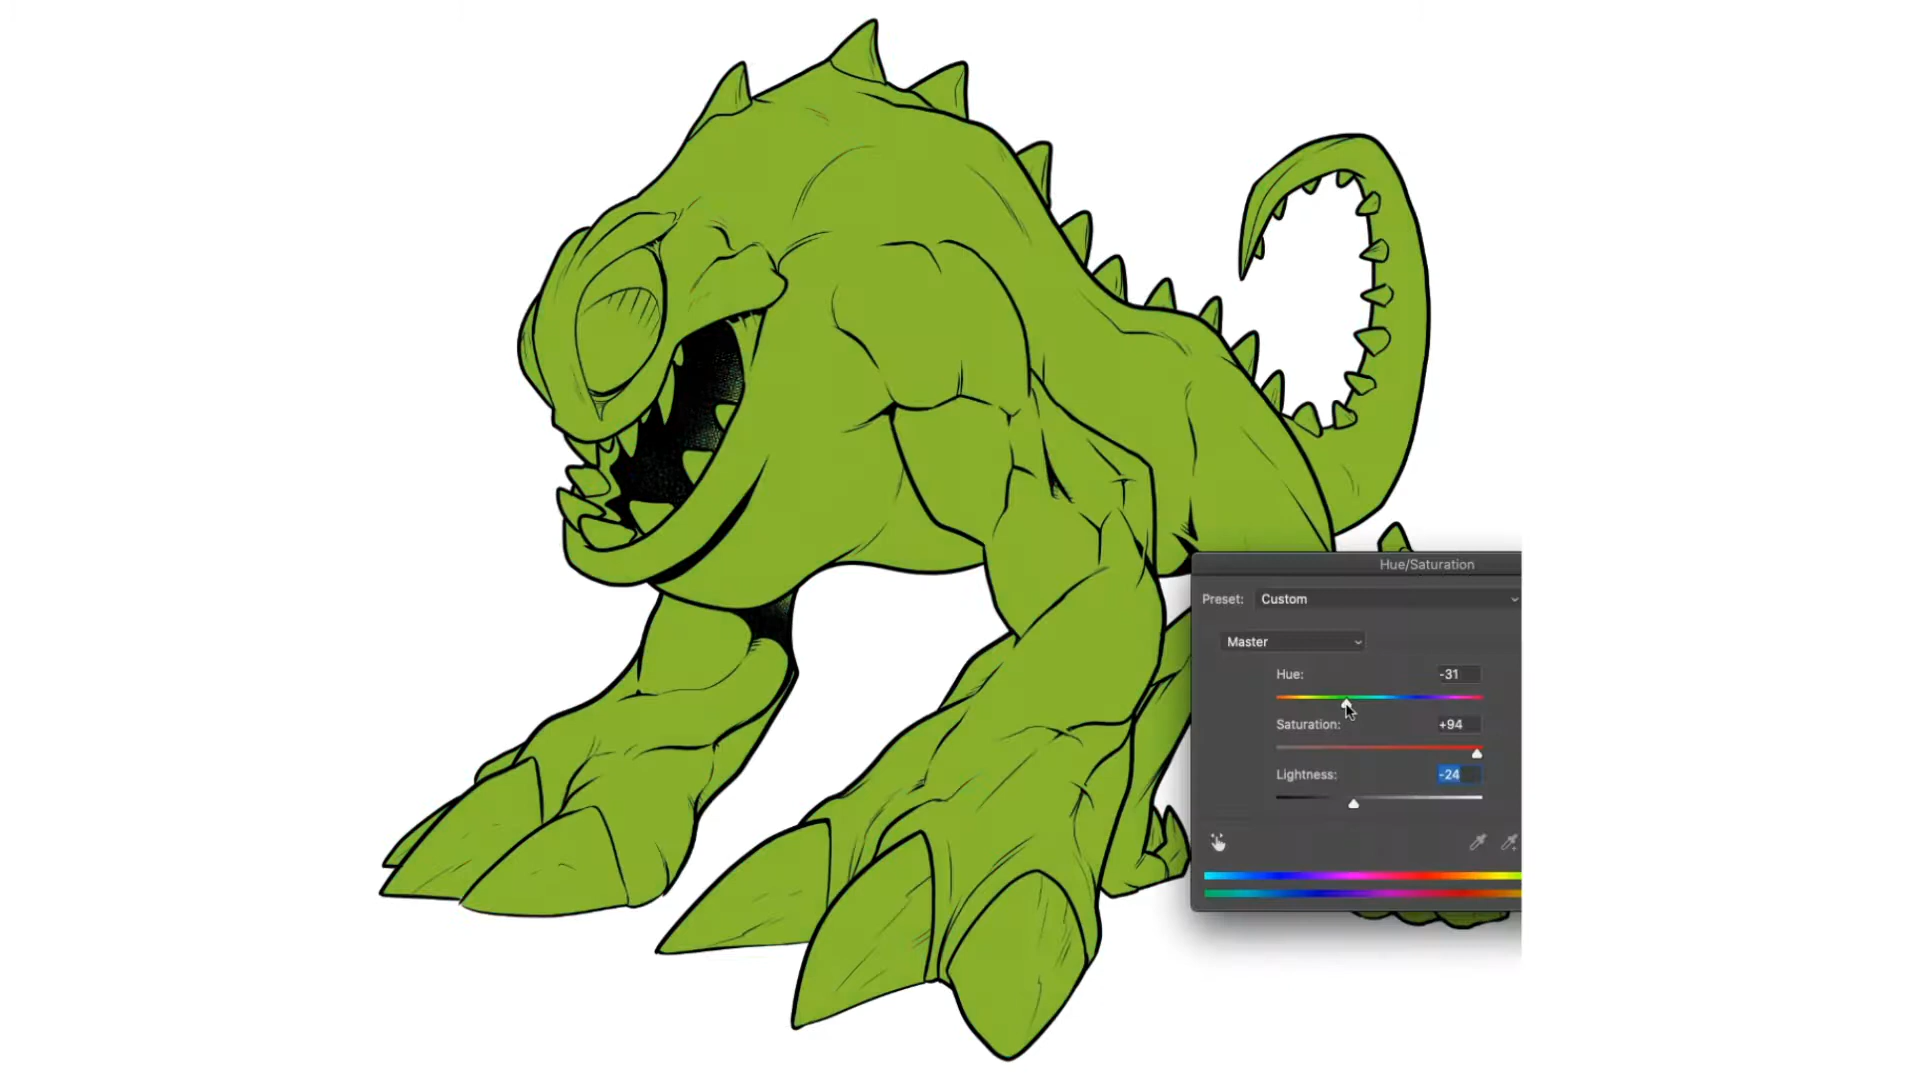 Hue/Saturation
Preset: Custom
Master
Hue: -31
Saturation: +94
Lightness: -24